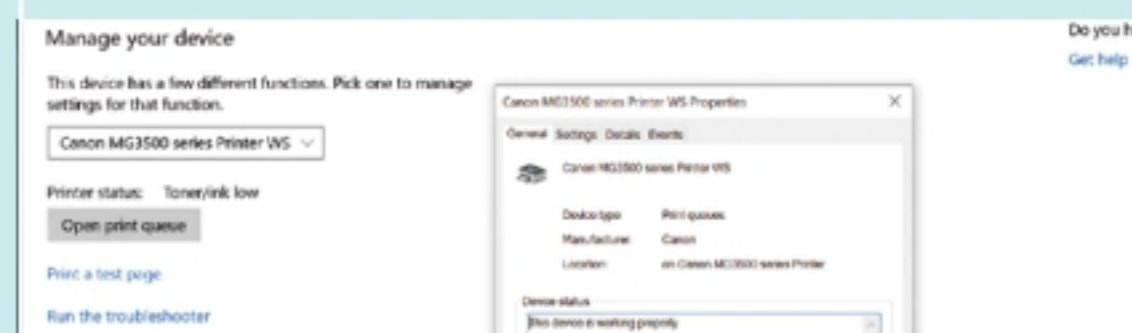 Manage your device
This device has a few different functions. Pick one to manage
settings for that function.
Canon MG3500 series Printer WS
Printer status: Toner/ink low
Open print queue
Print a test page
Run the troubleshooter
Canon MG3500 series Printer WS Properties
General Settings Details Events
Canon MG3500 series Printer WS
Device type: Print queues
Manufacturer: Canon
Location: on Canon MG3500 series Printer
Device status
This device is working properly.
Do you h
Get help